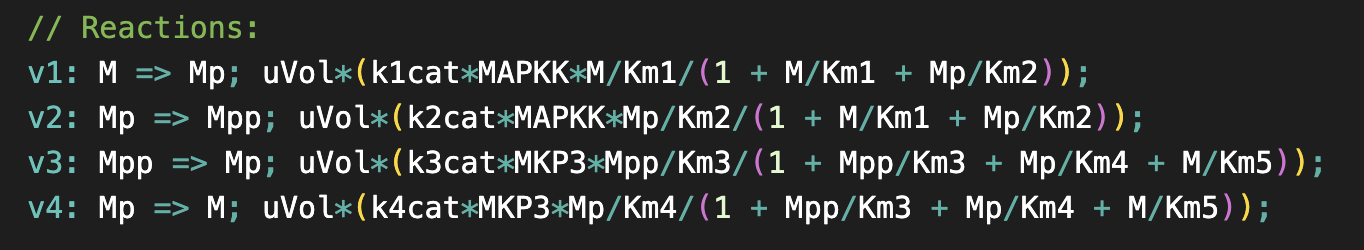 // Reactions:
v1: M => Mp; uVol*(k1cat*MAPKK*M/Km1/(1 + M/Km1 + Mp/Km2));
v2: Mp => Mpp; uVol*(k2cat*MAPKK*Mp/Km2/(1 + M/Km1 + Mp/Km2));
v3: Mpp => Mp; uVol*(k3cat*MKP3*Mpp/Km3/(1 + Mpp/Km3 + Mp/Km4 + M/Km5));
v4: Mp => M; uVol*(k4cat*MKP3*Mp/Km4/(1 + Mpp/Km3 + Mp/Km4 + M/Km5));